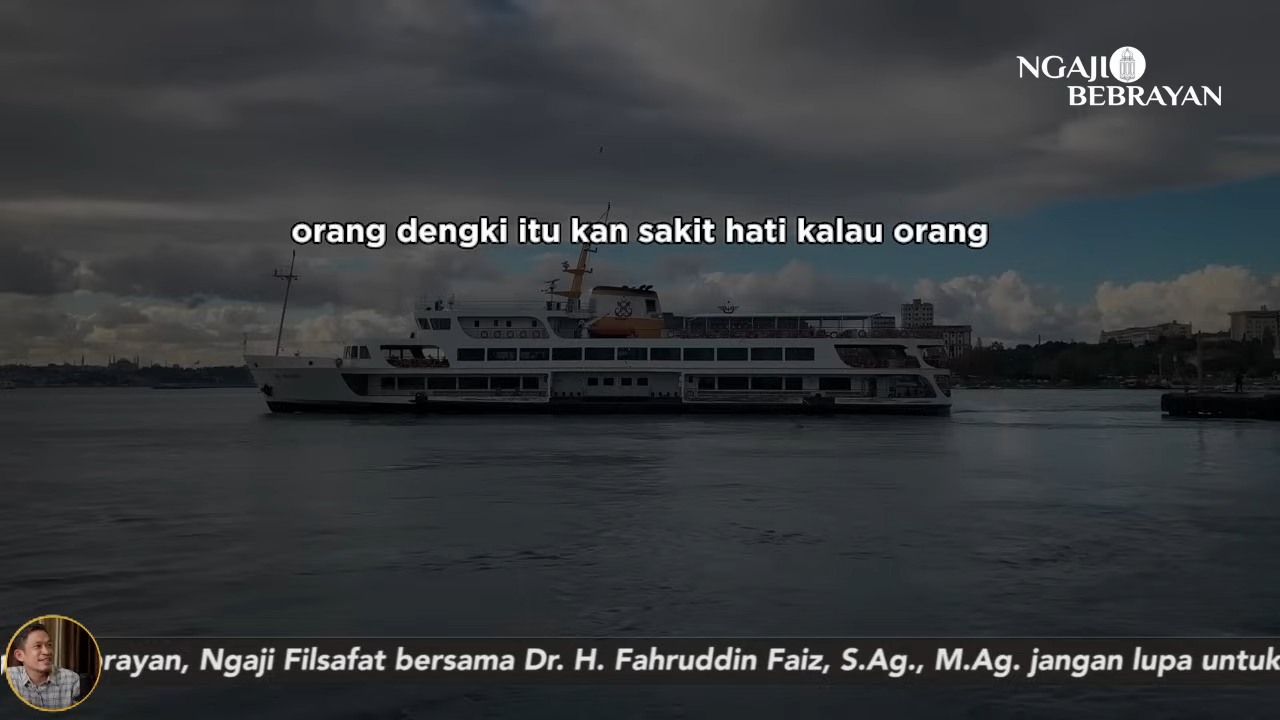 NGAJI
BEBRAYAN
orang dengki itu kan sakit hati kalau orang
rayan, Ngaji Filsafat bersama Dr. H. Fahruddin Faiz, S.Ag., M.Ag. jangan lupa untuk